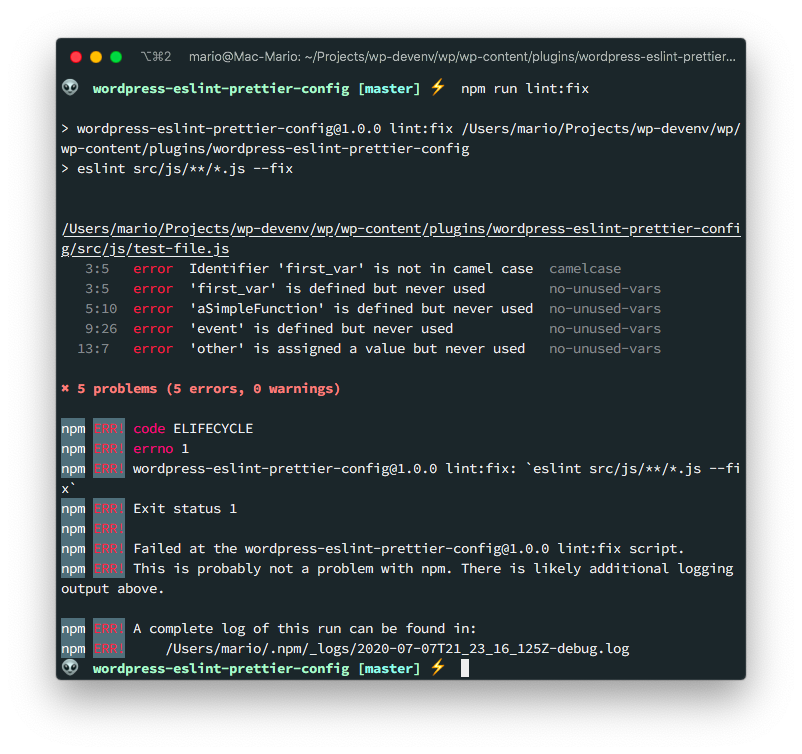 ⌥⌘2 mario@Mac-Mario: ~/Projects/wp-devenv/wp/wp-content/plugins/wordpress-eslint-prettier...
👽 wordpress-eslint-prettier-config [master] ⚡ npm run lint:fix
> wordpress-eslint-prettier-config@1.0.0 lint:fix /Users/mario/Projects/wp-devenv/wp/
wp-content/plugins/wordpress-eslint-prettier-config
> eslint src/js/**/*.js --fix
/Users/mario/Projects/wp-devenv/wp/wp-content/plugins/wordpress-eslint-prettier-confi
g/src/js/test-file.js
3:5 error Identifier 'first_var' is not in camel case camelcase
3:5 error 'first_var' is defined but never used no-unused-vars
5:10 error 'aSimpleFunction' is defined but never used no-unused-vars
9:26 error 'event' is defined but never used no-unused-vars
13:7 error 'other' is assigned a value but never used no-unused-vars
✖ 5 problems (5 errors, 0 warnings)
npm ERR! code ELIFECYCLE
npm ERR! errno 1
npm ERR! wordpress-eslint-prettier-config@1.0.0 lint:fix: `eslint src/js/**/*.js --fi
x`
npm ERR! Exit status 1
npm ERR!
npm ERR! Failed at the wordpress-eslint-prettier-config@1.0.0 lint:fix script.
npm ERR! This is probably not a problem with npm. There is likely additional logging
output above.
npm ERR! A complete log of this run can be found in:
npm ERR! /Users/mario/.npm/_logs/2020-07-07T21_23_16_125Z-debug.log
👽 wordpress-eslint-prettier-config [master] ⚡